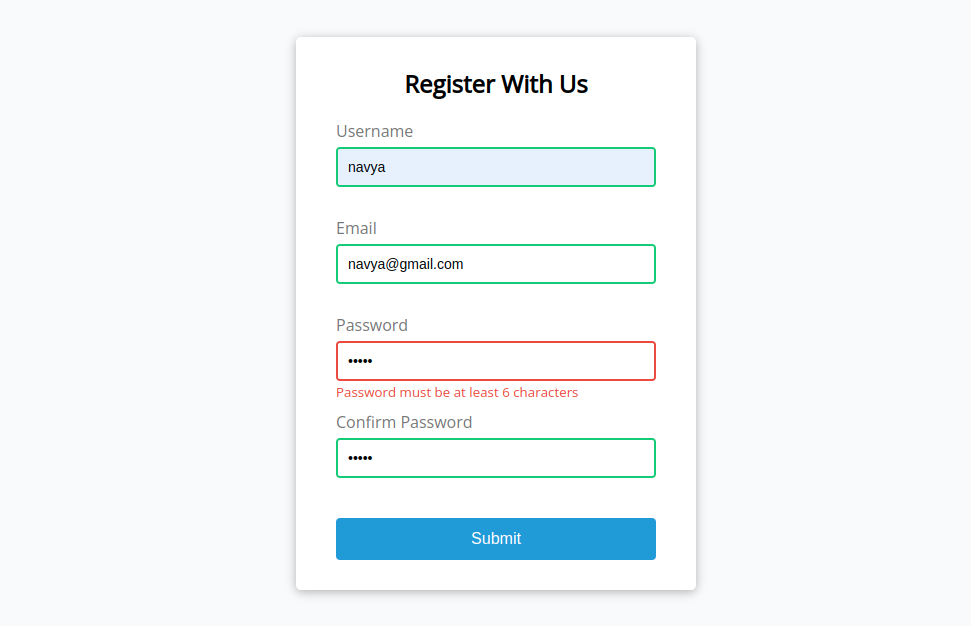 Register With Us
Username
navya
Email
navya@gmail.com
Password
•••••
Password must be at least 6 characters
Confirm Password
•••••
Submit